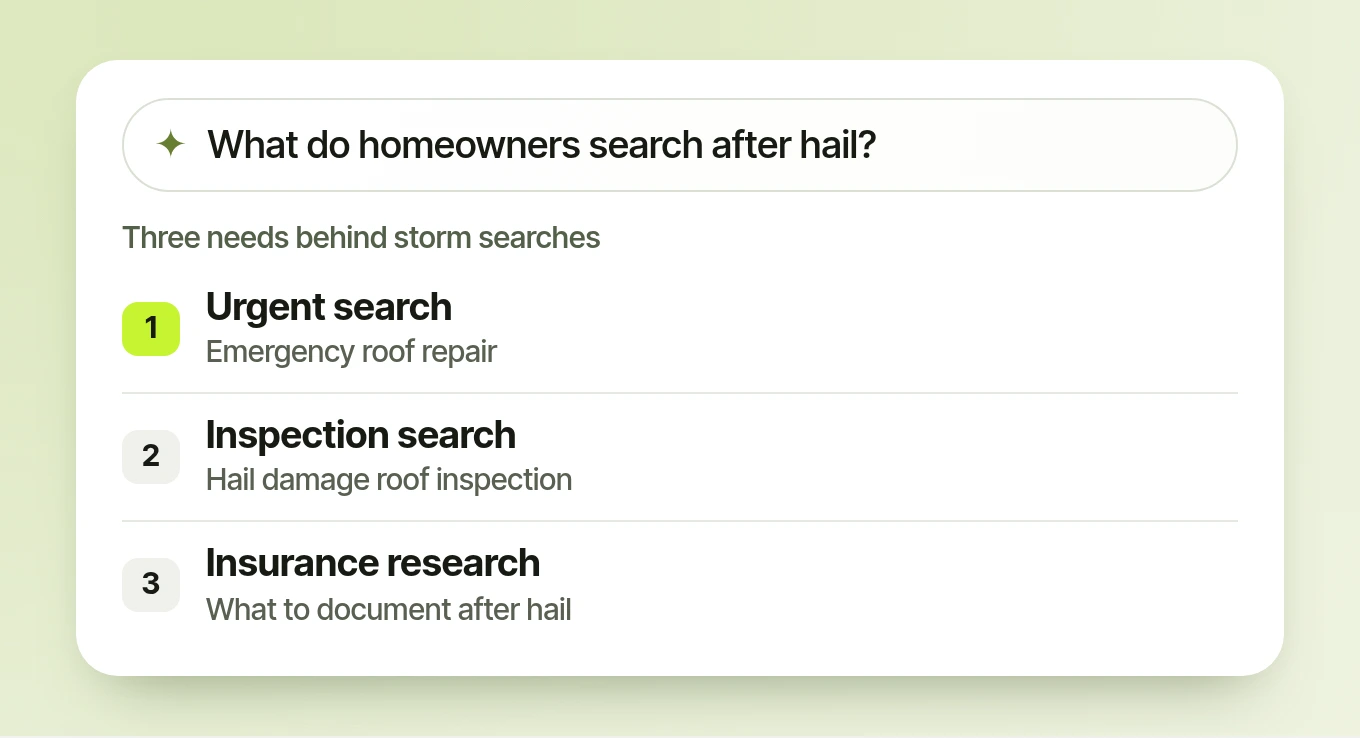 What do homeowners search after hail?
Three needs behind storm searches
1
Urgent search
Emergency roof repair
2
Inspection search
Hail damage roof inspection
3
Insurance research
What to document after hail